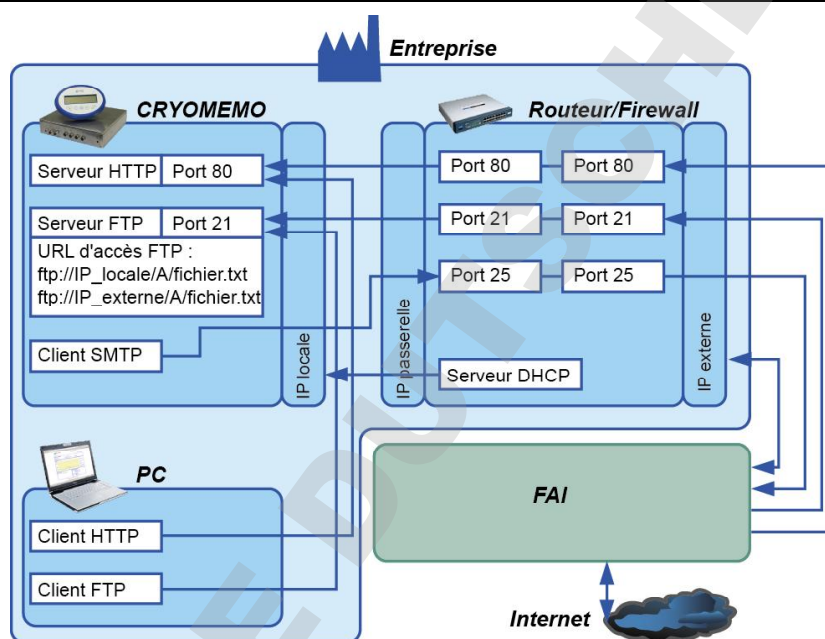 Entreprise
CRYOMEMO
Serveur HTTP
Port 80
Serveur FTP
Port 21
URL d'accès FTP :
ftp://IP_locale/A/fichier.txt
ftp://IP_externe/A/fichier.txt
Client SMTP
IP locale
Routeur/Firewall
IP passerelle
Port 80
Port 80
Port 21
Port 21
Port 25
Port 25
Serveur DHCP
IP externe
PC
Client HTTP
Client FTP
FAI
Internet
E DUTSCHE